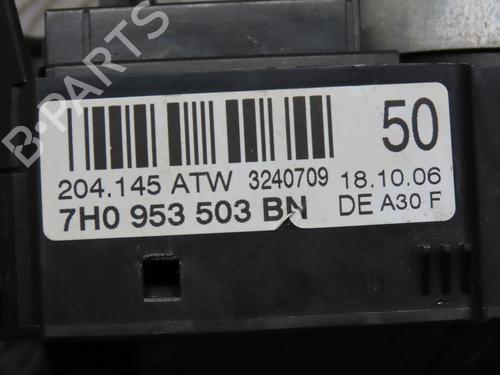 B-PARTS
50
204.145 ATW 3240709 18.10.06
7H0 953 503 BN DE A30 F